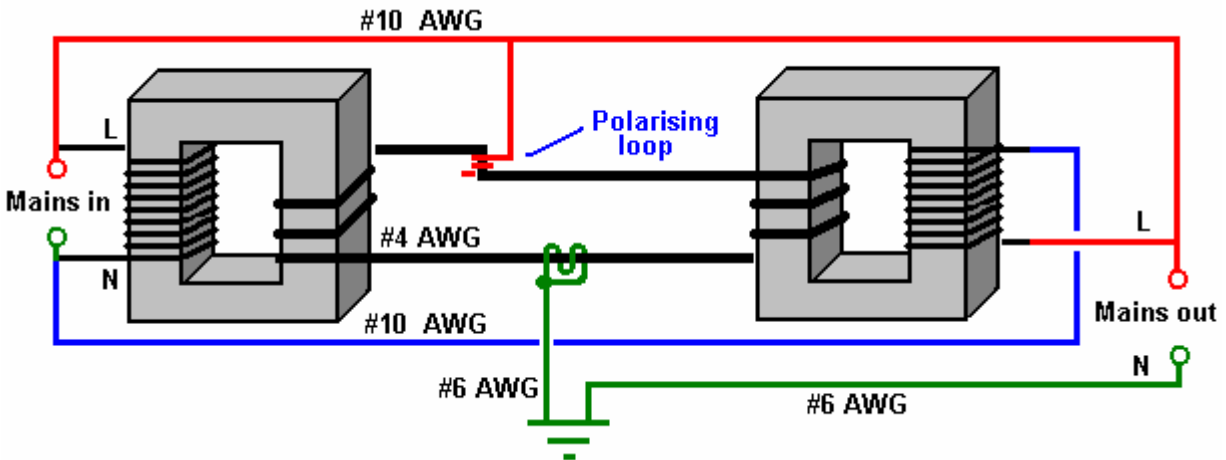 #10 AWG
L
Polarising
loop
Mains in
#4 AWG
L
N
Mains out
#10 AWG
N
#6 AWG
#6 AWG